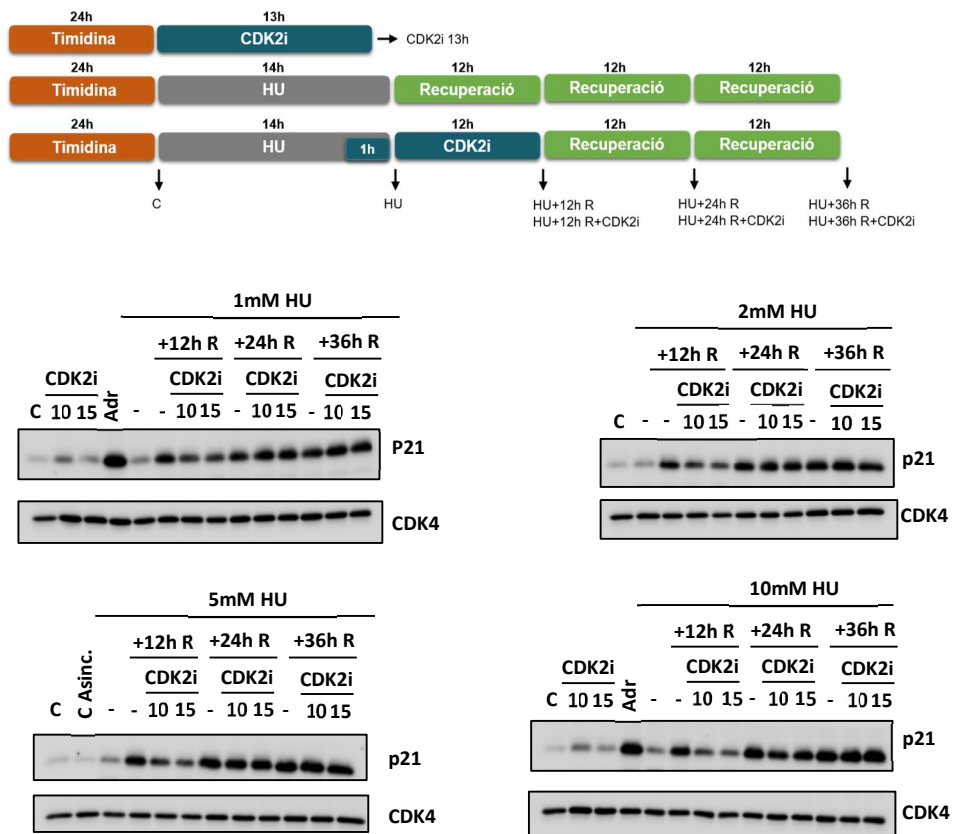 24h 13h
Timidina CDK2i CDK2i 13h
24h 14h 12h 12h 12h
Timidina HU Recuperació Recuperació Recuperació
24h 14h 12h 12h 12h
Timidina HU 1h CDK2i Recuperació Recuperació
C HU HU+12h R HU+24h R HU+36h R
HU+12h R+CDK2i HU+24h R+CDK2i HU+36h R+CDK2i
1mM HU
+12h R +24h R +36h R
CDK2i Adr CDK2i CDK2i CDK2i
C 10 15 - - 10 15 - 10 15 - 10 15
P21
CDK4
2mM HU
+12h R +24h R +36h R
CDK2i CDK2i CDK2i
C - - 10 15 - 10 15 - 10 15
p21
CDK4
5mM HU
+12h R +24h R +36h R
C Asinc. CDK2i CDK2i CDK2i
C - - 10 15 - 10 15 - 10 15
p21
CDK4
10mM HU
+12h R +24h R +36h R
CDK2i Adr CDK2i CDK2i CDK2i
C 10 15 - - 10 15 - 10 15 - 10 15
p21
CDK4